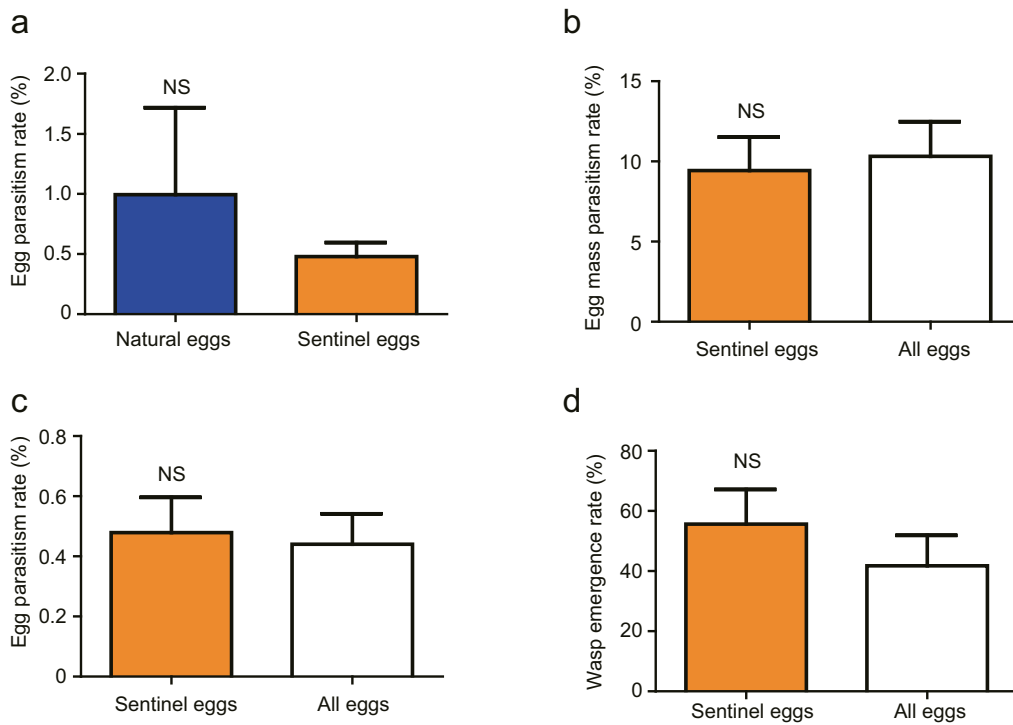 a
Egg parasitism rate (%)
2.0
1.5
1.0
0.5
0
NS
Natural eggs
Sentinel eggs
b
Egg mass parasitism rate (%)
15
10
5
0
NS
Sentinel eggs
All eggs
c
Egg parasitism rate (%)
0.8
0.6
0.4
0.2
0
NS
Sentinel eggs
All eggs
d
Wasp emergence rate (%)
80
60
40
20
0
NS
Sentinel eggs
All eggs